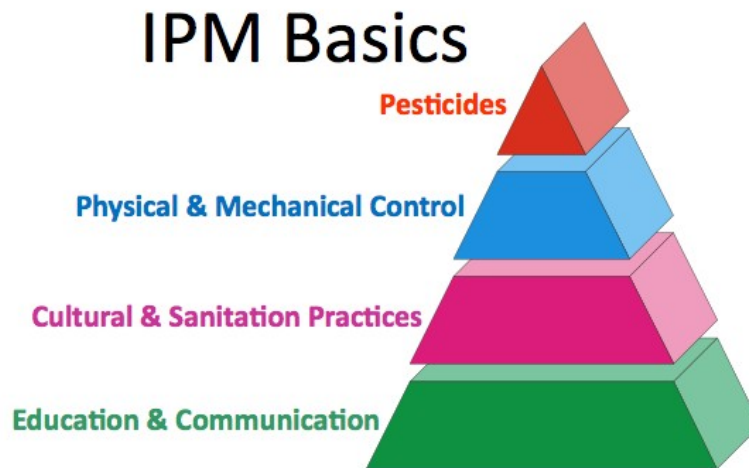 IPM Basics
Pesticides
Physical & Mechanical Control
Cultural & Sanitation Practices
Education & Communication